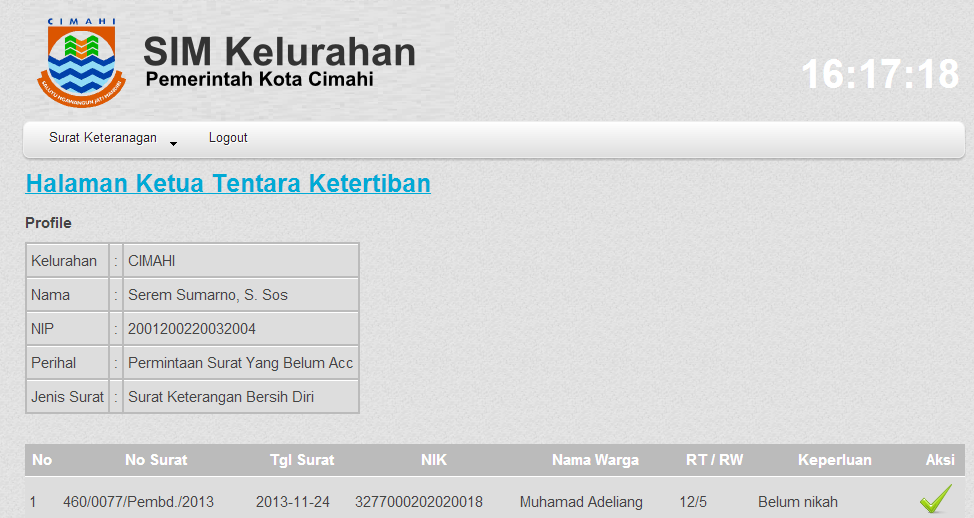 CIMAHI
SIM Kelurahan
Pemerintah Kota Cimahi
16:17:18
Surat Keteranagan Logout
Halaman Ketua Tentara Ketertiban
Profile
Kelurahan : CIMAHI
Nama : Serem Sumarno, S. Sos
NIP : 2001200220032004
Perihal : Permintaan Surat Yang Belum Acc
Jenis Surat : Surat Keterangan Bersih Diri
No No Surat Tgl Surat NIK Nama Warga RT / RW Keperluan Aksi
1 460/0077/Pembd./2013 2013-11-24 3277000202020018 Muhamad Adeliang 12/5 Belum nikah